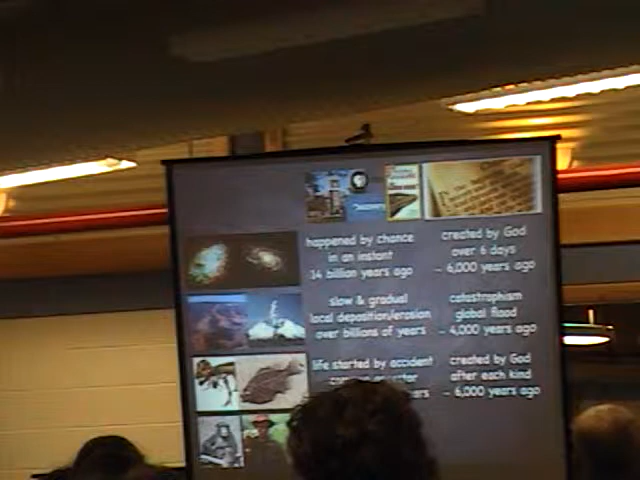 happened by chance
in an instant
14 billion years ago
created by God
over 6 days
~ 6,000 years ago
slow & gradual
local deposition/erosion
over billions of years
catastrophism
global flood
~ 4,000 years ago
life started by accident
created by God
after each kind
~ 6,000 years ago